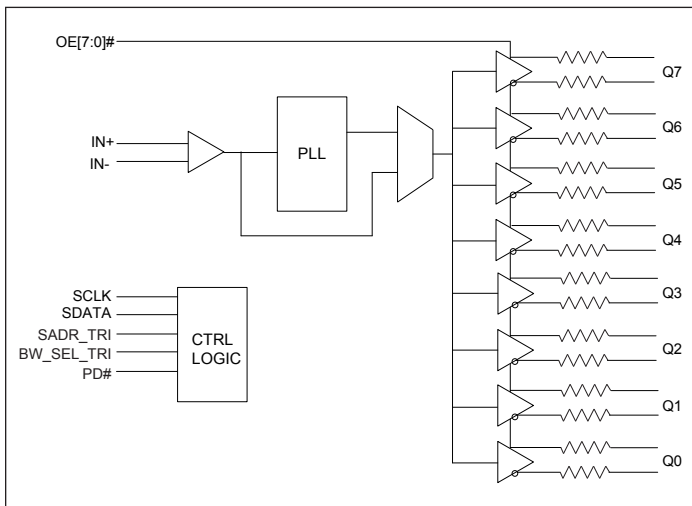 OE[7:0]#
Q7
Q6
IN+
IN-
PLL
Q5
Q4
SCLK
SDATA
SADR_TRI
BW_SEL_TRI
PD#
CTRL
LOGIC
Q3
Q2
Q1
Q0